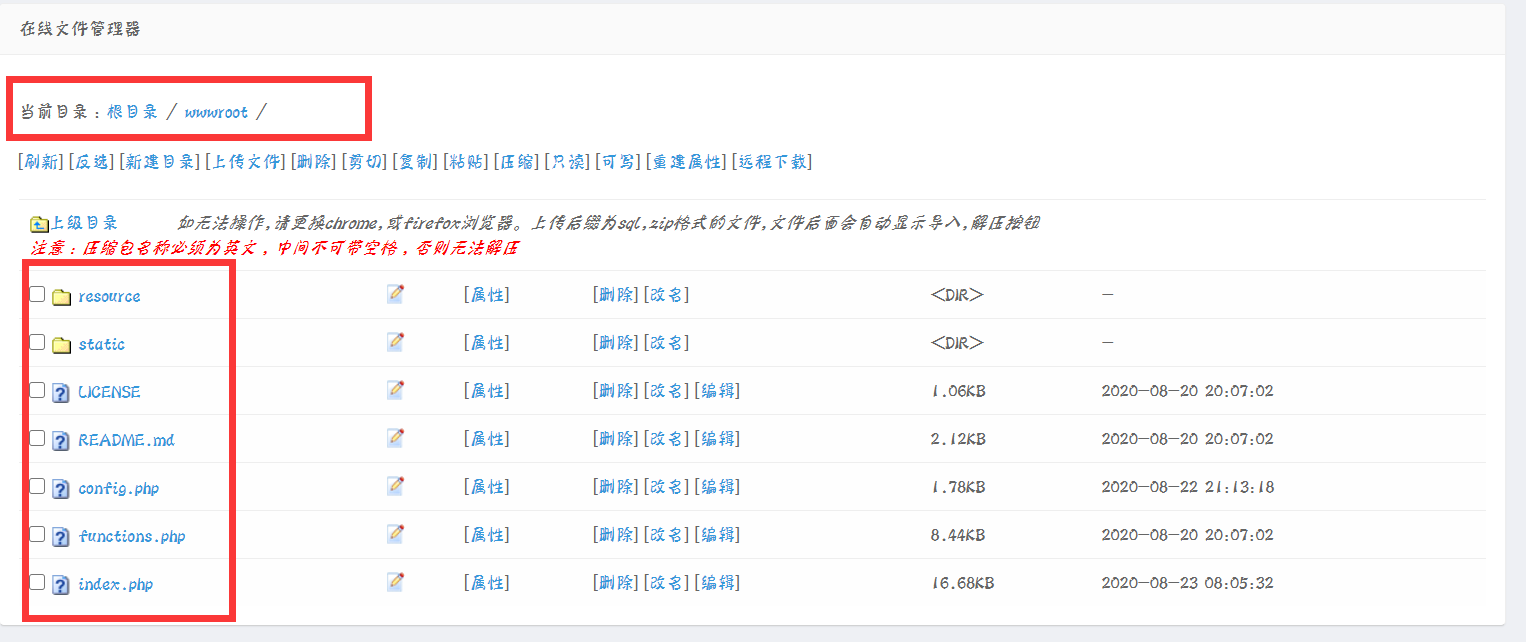 在线文件管理器
当前目录：根目录 / wwwroot /
[刷新] [反选] [新建目录] [上传文件] [删除] [剪切] [复制] [粘贴] [压缩] [只读] [可写] [重建属性] [远程下载]
上级目录 如无法操作,请更换chrome,或firefox浏览器。上传后缀为sql,zip格式的文件,文件后面会自动显示导入,解压按钮
注意：压缩包名称必须为英文，中间不可带空格，否则无法解压
resource [属性] [删除] [改名] <DIR> —
static [属性] [删除] [改名] <DIR> —
LICENSE [属性] [删除] [改名] [编辑] 1.06KB 2020-08-20 20:07:02
README.md [属性] [删除] [改名] [编辑] 2.12KB 2020-08-20 20:07:02
config.php [属性] [删除] [改名] [编辑] 1.78KB 2020-08-22 21:13:18
functions.php [属性] [删除] [改名] [编辑] 8.44KB 2020-08-20 20:07:02
index.php [属性] [删除] [改名] [编辑] 16.68KB 2020-08-23 08:05:32